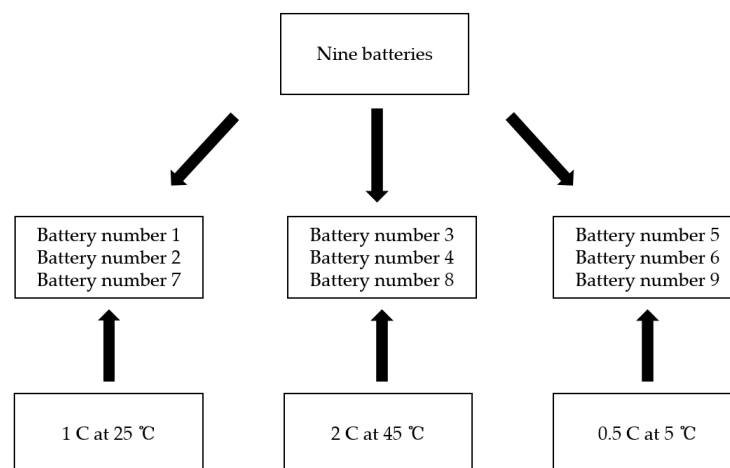 Nine batteries
Battery number 1
Battery number 2
Battery number 7
Battery number 3
Battery number 4
Battery number 8
Battery number 5
Battery number 6
Battery number 9
1 C at 25 ℃
2 C at 45 ℃
0.5 C at 5 ℃